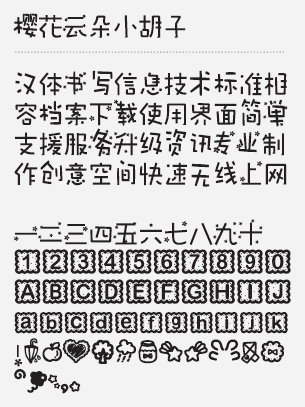 樱花云朵小胡子
汉体书写信息技术标准相
容档案下载使用界面简单
支援服务升级资讯专业制
作创意空间快速无线上网
一二三四五六七八九十
1234567890
ABCDEFGHIJ
abcdefghijk